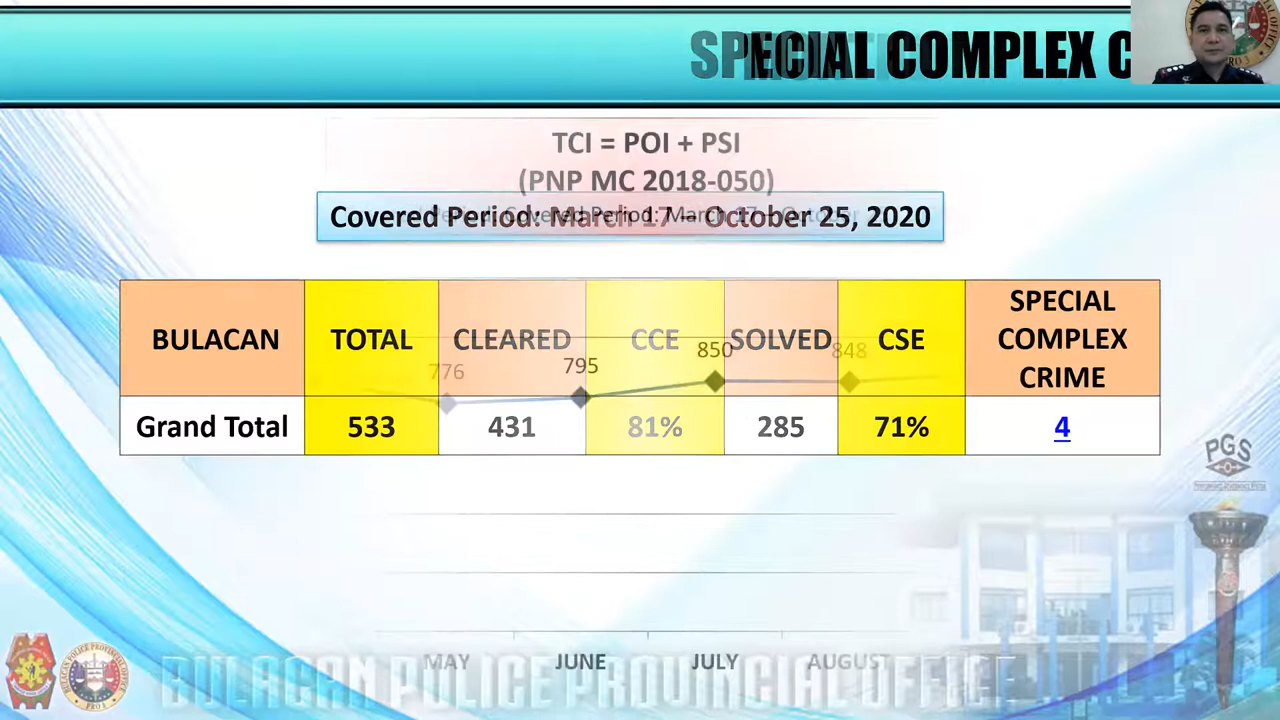 SPECIAL COMPLEX C
TCI = POI + PSI
(PNP MC 2018-050)
Covered Period: March 17 – October 25, 2020
BULACAN TOTAL CLEARED CCE SOLVED CSE SPECIAL COMPLEX CRIME
Grand Total 533 431 81% 285 71% 4
776 795 850 848
PGS
MAY JUNE JULY AUGUST
BULACAN POLICE PROVINCIAL OFFICE